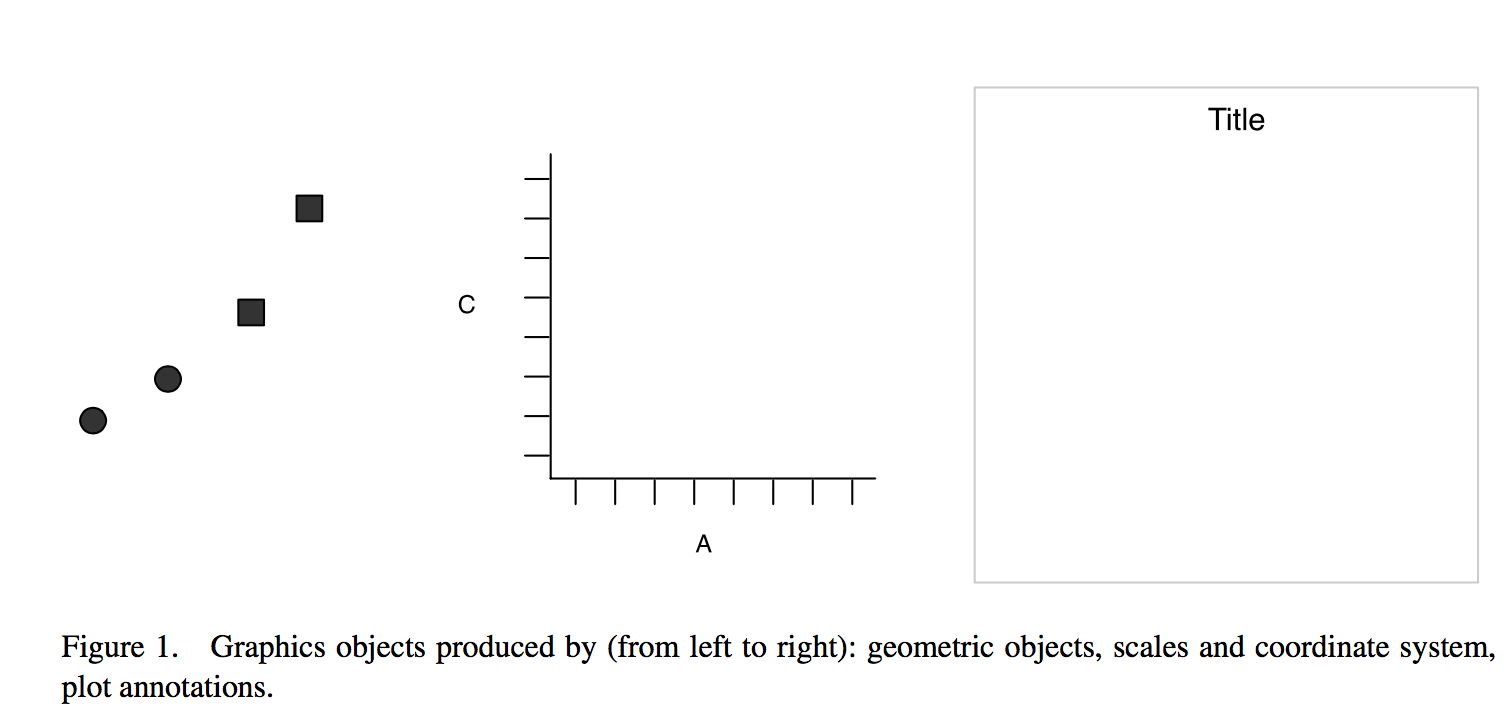 Title
C
A
Figure 1. Graphics objects produced by (from left to right): geometric objects, scales and coordinate system,
plot annotations.